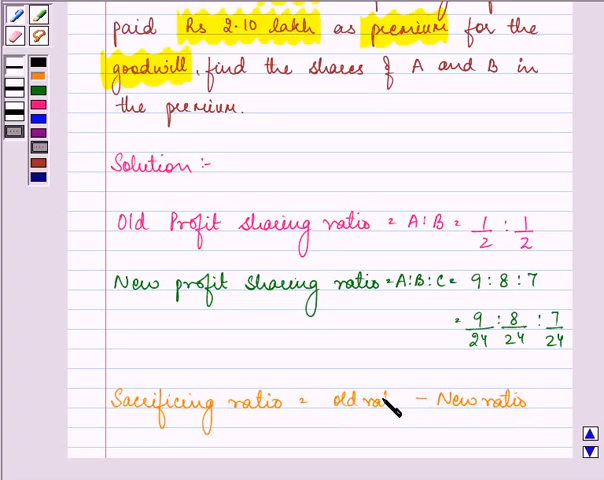 paid Rs 2.10 lakh as premium for the
goodwill, find the shares of A and B in
the premium.
Solution :-
Old Profit sharing ratio = A:B = 1/2 : 1/2
New profit sharing ratio = A:B:C = 9 : 8 : 7
= 9/24 : 8/24 : 7/24
Sacrificing ratio = old - New ratio